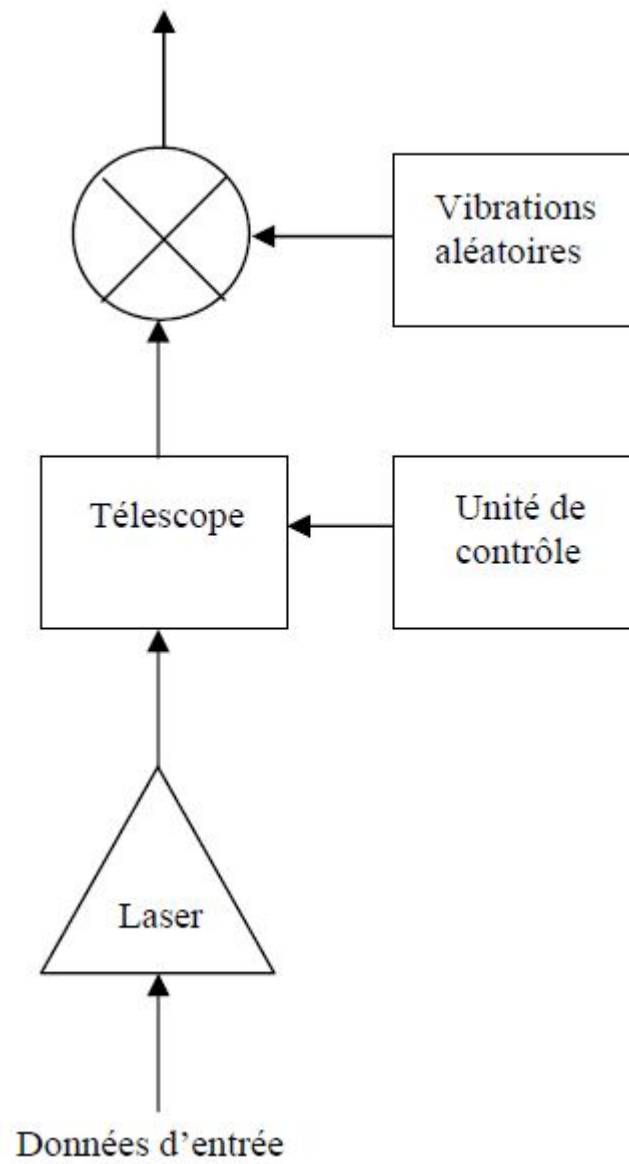 Vibrations
aléatoires
Télescope
Unité de
contrôle
Laser
Données d’entrée